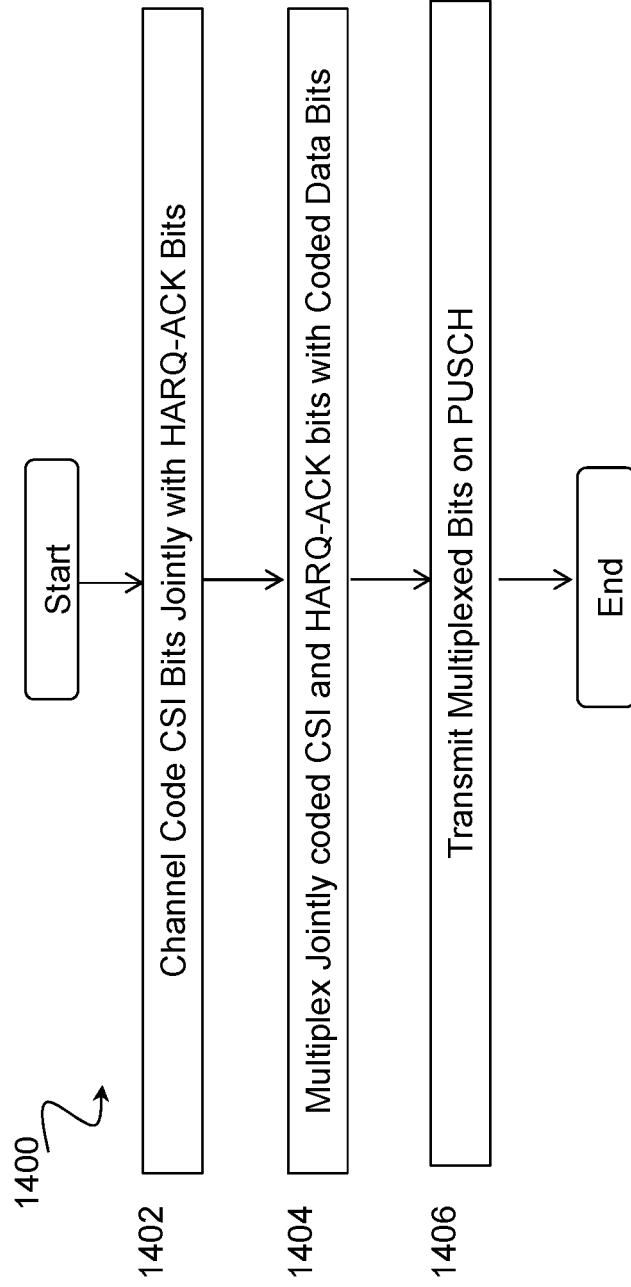 1400
Start
1402
Channel Code CSI Bits Jointly with HARQ-ACK Bits
1404
Multiplex Jointly coded CSI and HARQ-ACK bits with Coded Data Bits
1406
Transmit Multiplexed Bits on PUSCH
End